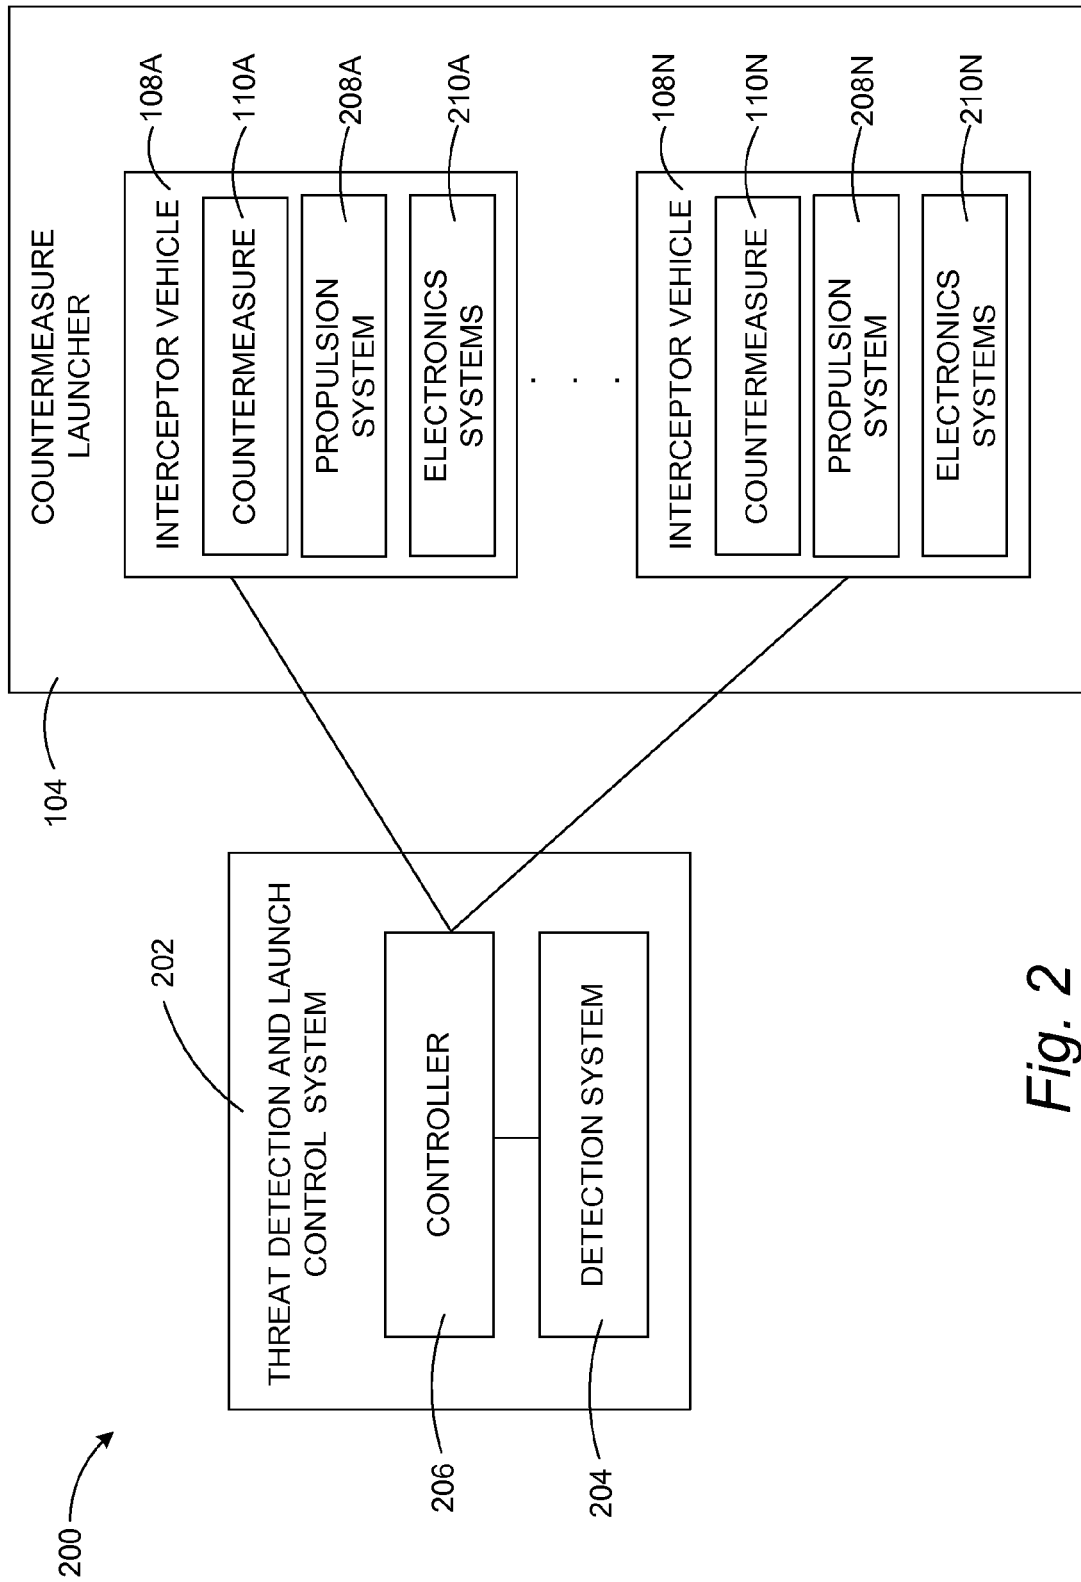 200
202
THREAT DETECTION AND LAUNCH
CONTROL SYSTEM
CONTROLLER
206
DETECTION SYSTEM
204
104
COUNTERMEASURE
LAUNCHER
INTERCEPTOR VEHICLE
108A
COUNTERMEASURE
110A
PROPULSION
SYSTEM
208A
ELECTRONICS
SYSTEMS
210A
. . .
INTERCEPTOR VEHICLE
108N
COUNTERMEASURE
110N
PROPULSION
SYSTEM
208N
ELECTRONICS
SYSTEMS
210N
Fig. 2